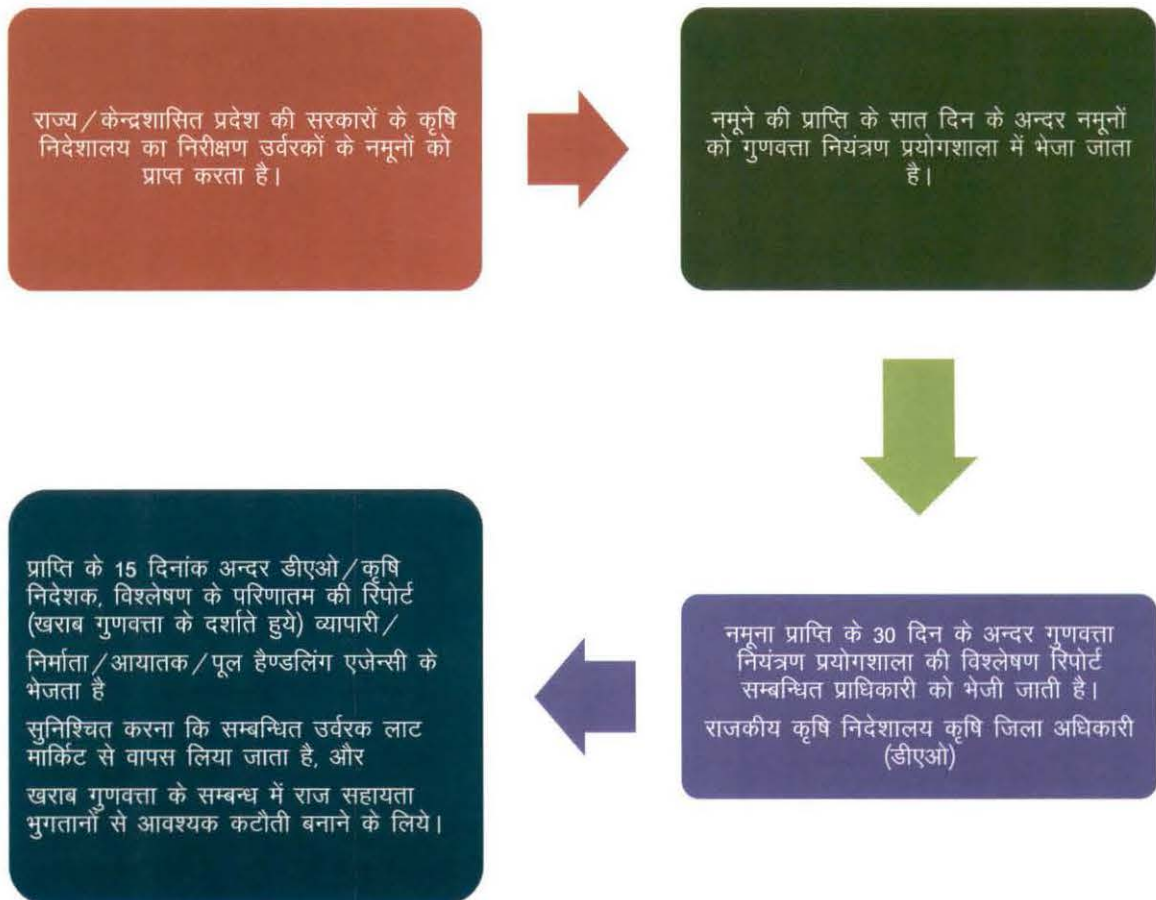 राज्य/केन्द्रशासित प्रदेश की सरकारों के कृषि
निदेशालय का निरीक्षण उर्वरकों के नमूनों को
प्राप्त करता है।
नमूने की प्राप्ति के सात दिन के अन्दर नमूनों
को गुणवत्ता नियंत्रण प्रयोगशाला में भेजा जाता
है।
नमूना प्राप्ति के 30 दिन के अन्दर गुणवत्ता
नियंत्रण प्रयोगशाला की विश्लेषण रिपोर्ट
सम्बन्धित प्राधिकारी को भेजी जाती है।
राजकीय कृषि निदेशालय कृषि जिला अधिकारी
(डीएओ)
प्राप्ति के 15 दिनांक अन्दर डीएओ/कृषि
निदेशक, विश्लेषण के परिणातम की रिपोर्ट
(खराब गुणवत्ता के दर्शाते हुये) व्यापारी/
निर्माता/आयातक/पूल हैण्डलिंग एजेन्सी के
भेजता है
सुनिश्चित करना कि सम्बन्धित उर्वरक लाट
मार्किट से वापस लिया जाता है, और
खराब गुणवत्ता के सम्बन्ध में राज सहायता
भुगतानों से आवश्यक कटौती बनाने के लिये।